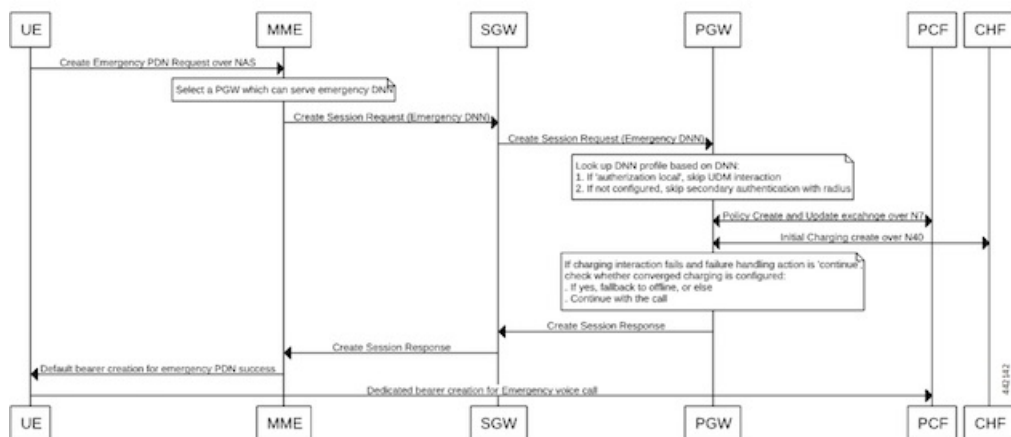 UE MME SGW PGW PCF CHF
Create Emergency PDN Request over NAS
Select a PGW which can serve emergency DNN
Create Session Request (Emergency DNN)
Create Session Request (Emergency DNN)
Look up DNN profile based on DNN:
1. If 'autherization local', skip UDM interaction
2. If not configured, skip secondary authentication with radius
Policy Create and Update excahnge over N7
Initial Charging create over N40
If charging interaction fails and failure handling action is 'continue',
check whether converged charging is configured:
. If yes, fallback to offline, or else
. Continue with the call
Create Session Response
Create Session Response
Default bearer creation for emergency PDN success
Dedicated bearer creation for Emergency voice call
442142
UE MME SGW PGW PCF CHF